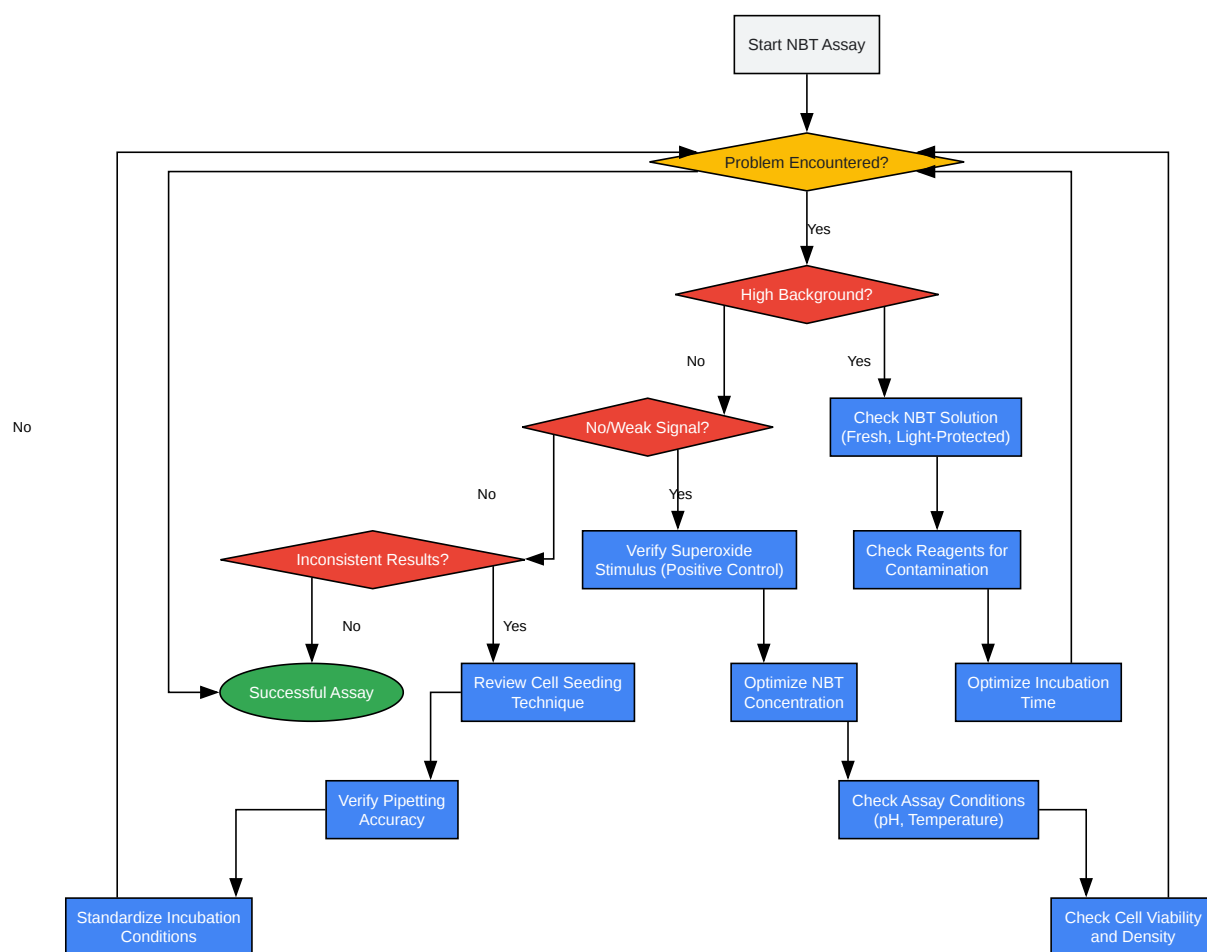 Start NBT Assay
Problem Encountered?
Yes
High Background?
No
Yes
No
No/Weak Signal?
Check NBT Solution
(Fresh, Light-Protected)
No
Yes
Inconsistent Results?
Verify Superoxide
Stimulus (Positive Control)
Check Reagents for
Contamination
No
Yes
Successful Assay
Review Cell Seeding
Technique
Optimize NBT
Concentration
Optimize Incubation
Time
Verify Pipetting
Accuracy
Check Assay Conditions
(pH, Temperature)
Standardize Incubation
Conditions
Check Cell Viability
and Density